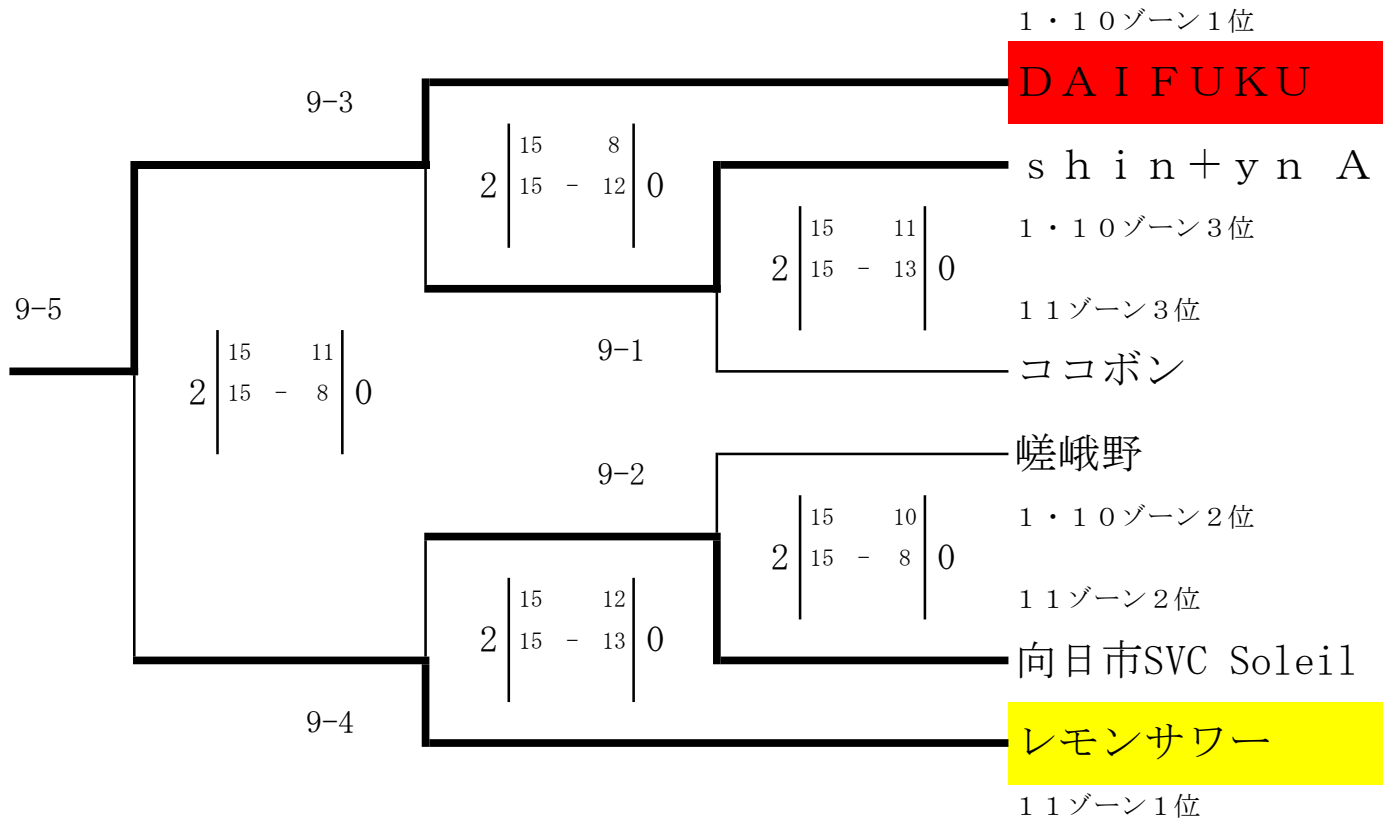 １・１０ゾーン１位
ＤＡＩＦＵＫＵ
9-3
15 8
2 15 - 12 0
ｓｈｉｎ＋ｙｎ Ａ
１・１０ゾーン３位
15 11
2 15 - 13 0
9-5
１１ゾーン３位
9-1
ココボン
15 11
2 15 - 8 0
嵯峨野
9-2
１・１０ゾーン２位
15 10
2 15 - 8 0
１１ゾーン２位
15 12
2 15 - 13 0
向日市SVC Soleil
9-4
レモンサワー
１１ゾーン１位